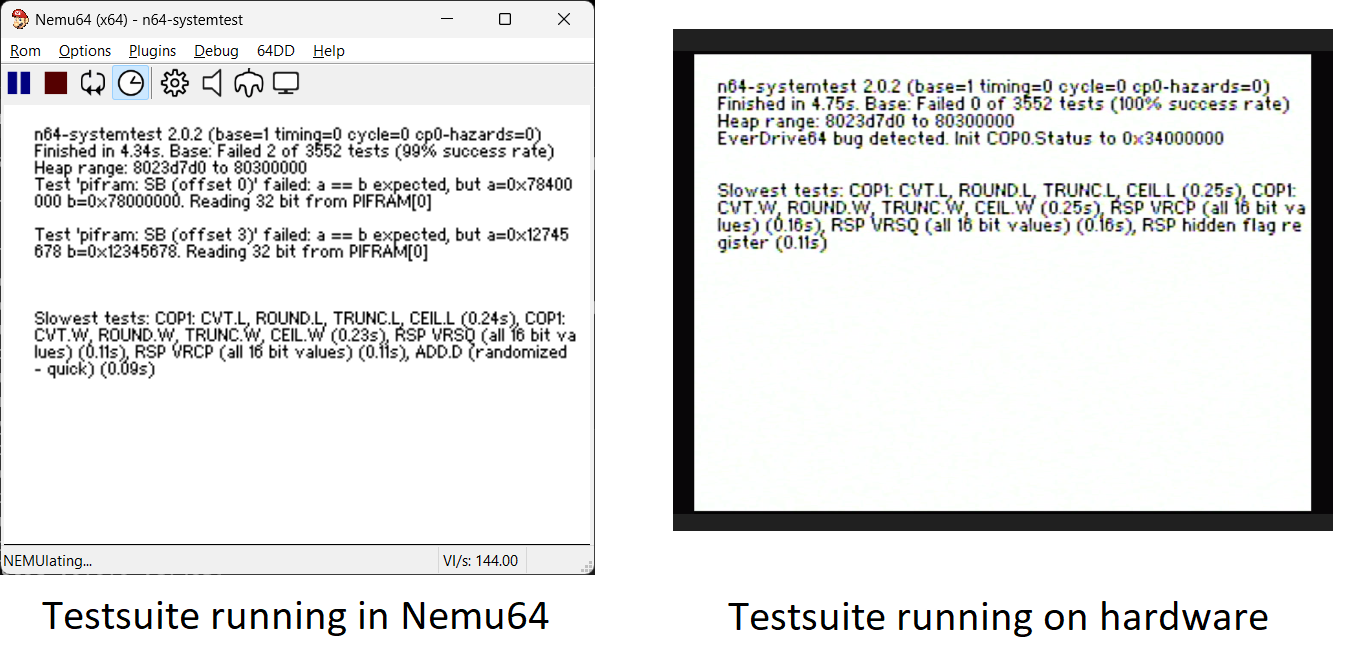 Nemu64 (x64) - n64-systemtest
Rom Options Plugins Debug 64DD Help
n64-systemtest 2.0.2 (base=1 timing=0 cycle=0 cp0-hazards=0)
Finished in 4.34s. Base: Failed 2 of 3552 tests (99% success rate)
Heap range: 8023d7d0 to 80300000
Test 'pifram: SB (offset 0)' failed: a == b expected, but a=0x78400
000 b=0x78000000. Reading 32 bit from PIFRAM[0]
Test 'pifram: SB (offset 3)' failed: a == b expected, but a=0x12745
678 b=0x12345678. Reading 32 bit from PIFRAM[0]
Slowest tests: COP1: CVT.L, ROUND.L, TRUNC.L, CEIL.L (0.24s), COP1:
CVT.W, ROUND.W, TRUNC.W, CEIL.W (0.23s), RSP VRSQ (all 16 bit va
lues) (0.11s), RSP VRCP (all 16 bit values) (0.11s), ADD.D (randomized
- quick) (0.09s)
NEMUlating...
VI/s: 144.00
Testsuite running in Nemu64
n64-systemtest 2.0.2 (base=1 timing=0 cycle=0 cp0-hazards=0)
Finished in 4.75s. Base: Failed 0 of 3552 tests (100% success rate)
Heap range: 8023d7d0 to 80300000
EverDrive64 bug detected. Init COP0.Status to 0x34000000
Slowest tests: COP1: CVT.L, ROUND.L, TRUNC.L, CEIL.L (0.25s), COP1:
CVT.W, ROUND.W, TRUNC.W, CEIL.W (0.25s), RSP VRCP (all 16 bit va
lues) (0.16s), RSP VRSQ (all 16 bit values) (0.16s), RSP hidden flag re
gister (0.11s)
Testsuite running on hardware